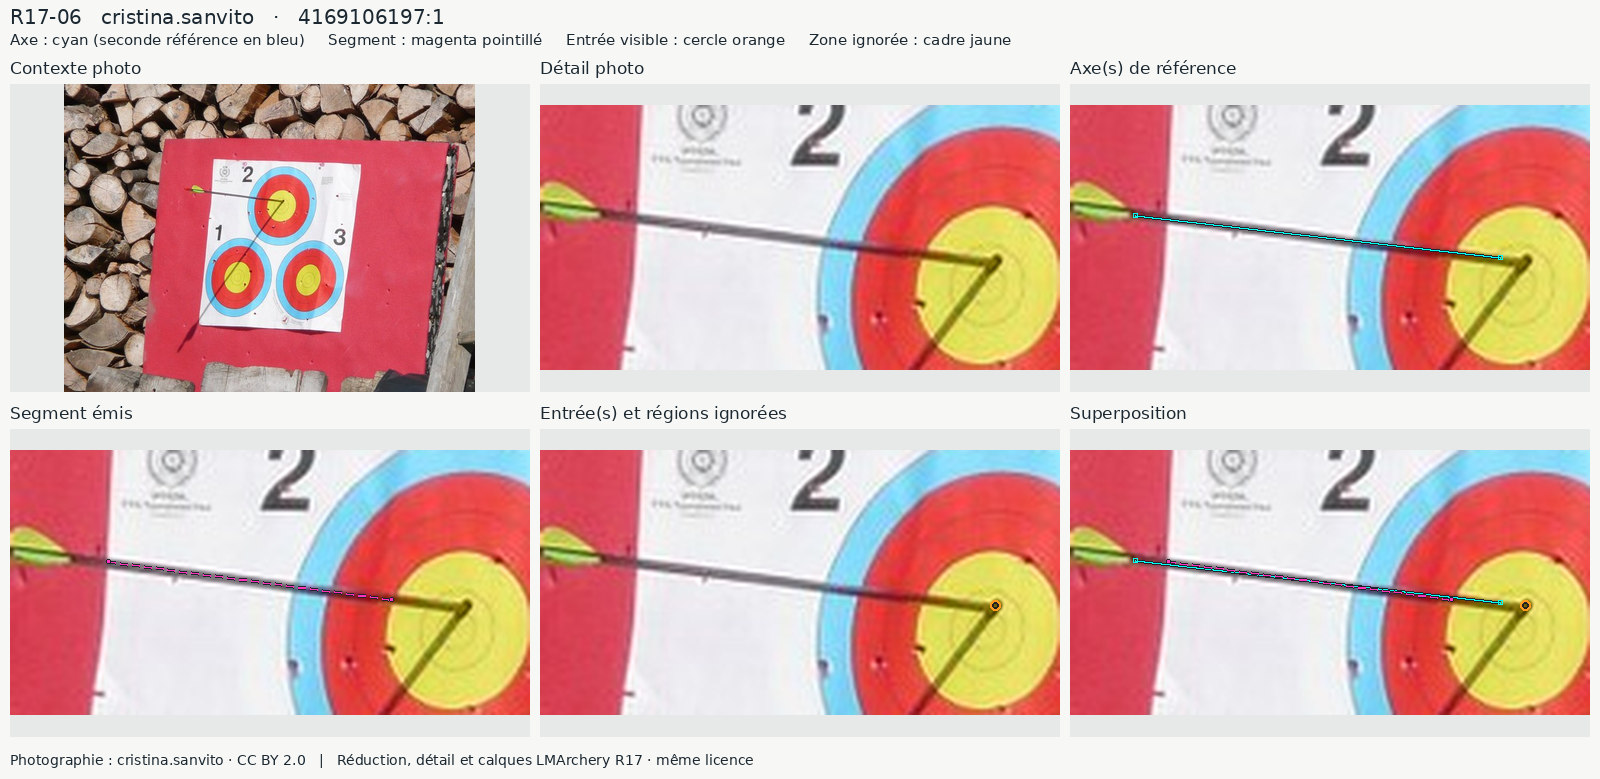 R17-06 cristina.sanvito · 4169106197:1
Axe : cyan (seconde référence en bleu) Segment : magenta pointillé Entrée visible : cercle orange Zone ignorée : cadre jaune
Contexte photo
Détail photo
Axe(s) de référence
2
1
3
2
2
Segment émis
Entrée(s) et régions ignorées
Superposition
2
2
2
Photographie : cristina.sanvito · CC BY 2.0 | Réduction, détail et calques LMArchery R17 · même licence